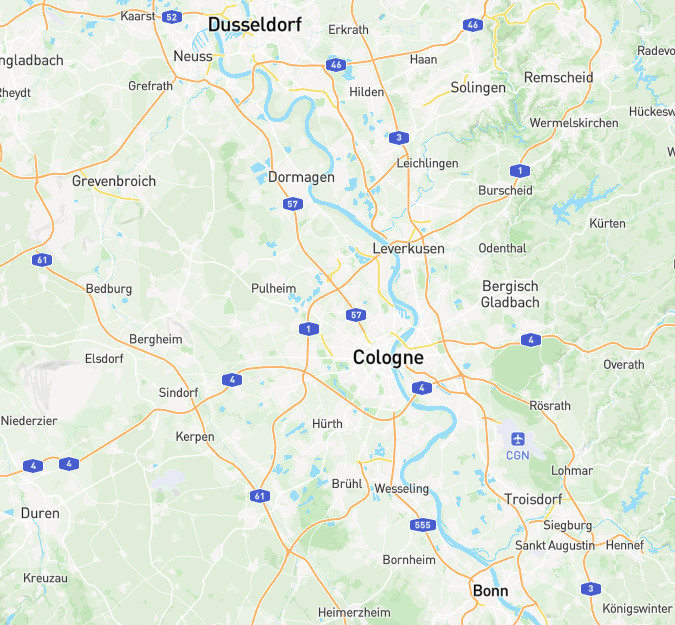 Kaarst
52
Dusseldorf
Erkrath
46
Neuss
Haan
Radevo
ngladbach
46
Remscheid
Rheydt
Grefrath
Hilden
Solingen
Hückesw
Wermelskirchen
3
W
Leichlingen
1
Grevenbroich
Dormagen
Burscheid
57
Kürten
Leverkusen
Odenthal
61
Bedburg
Pulheim
Bergisch
Gladbach
57
1
Bergheim
4
Elsdorf
Cologne
Overath
4
4
Sindorf
Rösrath
Niederzier
Hürth
Kerpen
CGN
4
4
Lohmar
Brühl
Wesseling
61
Troisdorf
Duren
555
Siegburg
Sankt Augustin
Hennef
Bornheim
Kreuzau
Bonn
3
Heimerzheim
Königswinter